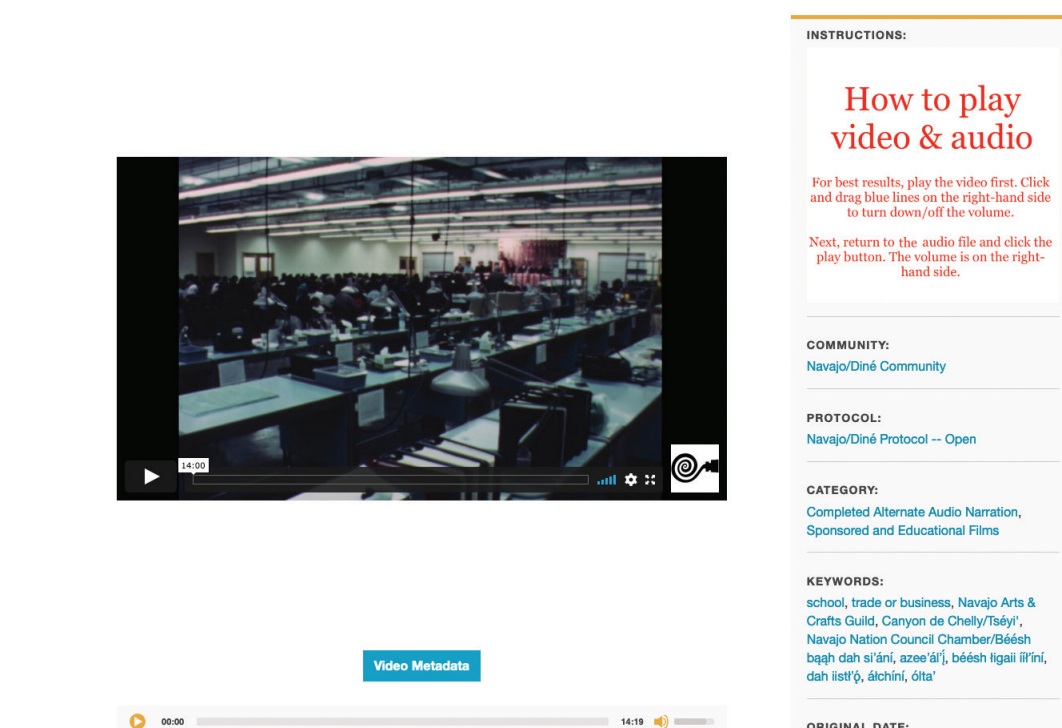 INSTRUCTIONS:
How to play
video & audio
For best results, play the video first. Click
and drag blue lines on the right-hand side
to turn down/off the volume.
Next, return to the audio file and click the
play button. The volume is on the right-
hand side.
14:00
COMMUNITY:
Navajo/Diné Community
PROTOCOL:
Navajo/Diné Protocol -- Open
CATEGORY:
Completed Alternate Audio Narration,
Sponsored and Educational Films
KEYWORDS:
school, trade or business, Navajo Arts &
Crafts Guild, Canyon de Chelly/Tséyi',
Navajo Nation Council Chamber/Béésh
bąąh dah si'ání, azee'ál'į́, béésh łigaii íił'íní,
dah iistł'ǫ́, áłchíní, ólta'
Video Metadata
00:00
14:19
ORIGINAL DATE: